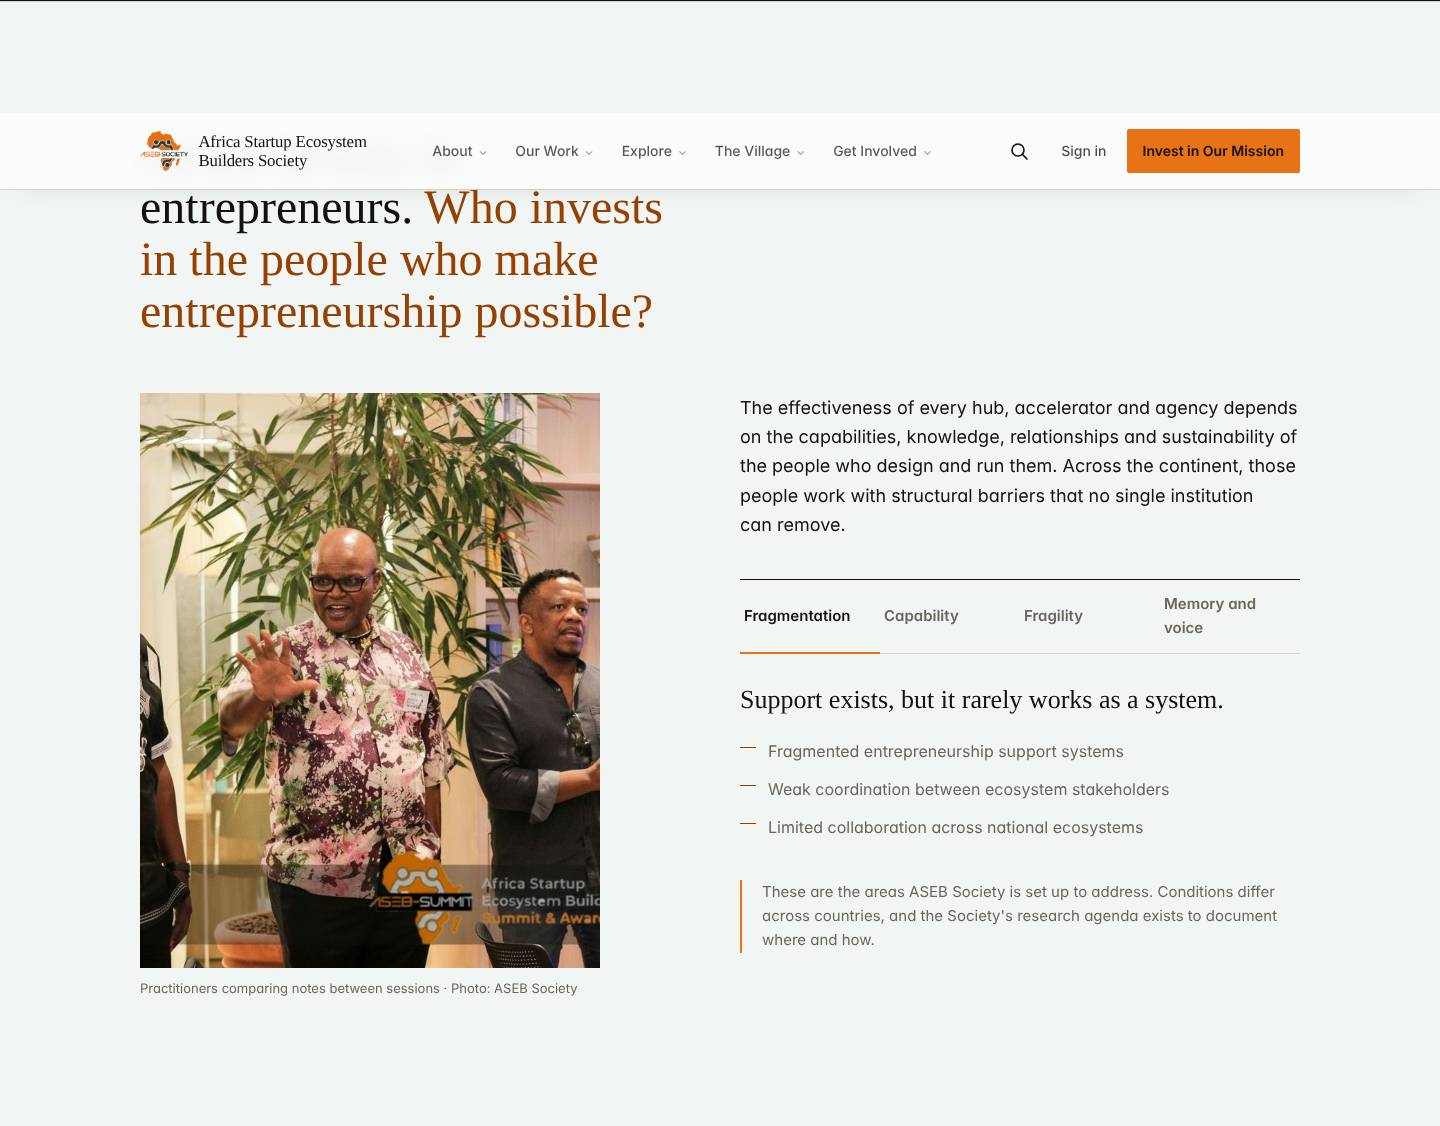 ASEB-SOCIETY
Africa Startup Ecosystem
Builders Society
About
Our Work
Explore
The Village
Get Involved
Sign in
Invest in Our Mission
entrepreneurs. Who invests
in the people who make
entrepreneurship possible?
The effectiveness of every hub, accelerator and agency depends
on the capabilities, knowledge, relationships and sustainability of
the people who design and run them. Across the continent, those
people work with structural barriers that no single institution
can remove.
Fragmentation
Capability
Fragility
Memory and
voice
Support exists, but it rarely works as a system.
— Fragmented entrepreneurship support systems
— Weak coordination between ecosystem stakeholders
— Limited collaboration across national ecosystems
These are the areas ASEB Society is set up to address. Conditions differ
across countries, and the Society's research agenda exists to document
where and how.
ASEB-SUMMIT
Africa Startup
Ecosystem Build
Summit & Awar
Practitioners comparing notes between sessions · Photo: ASEB Society